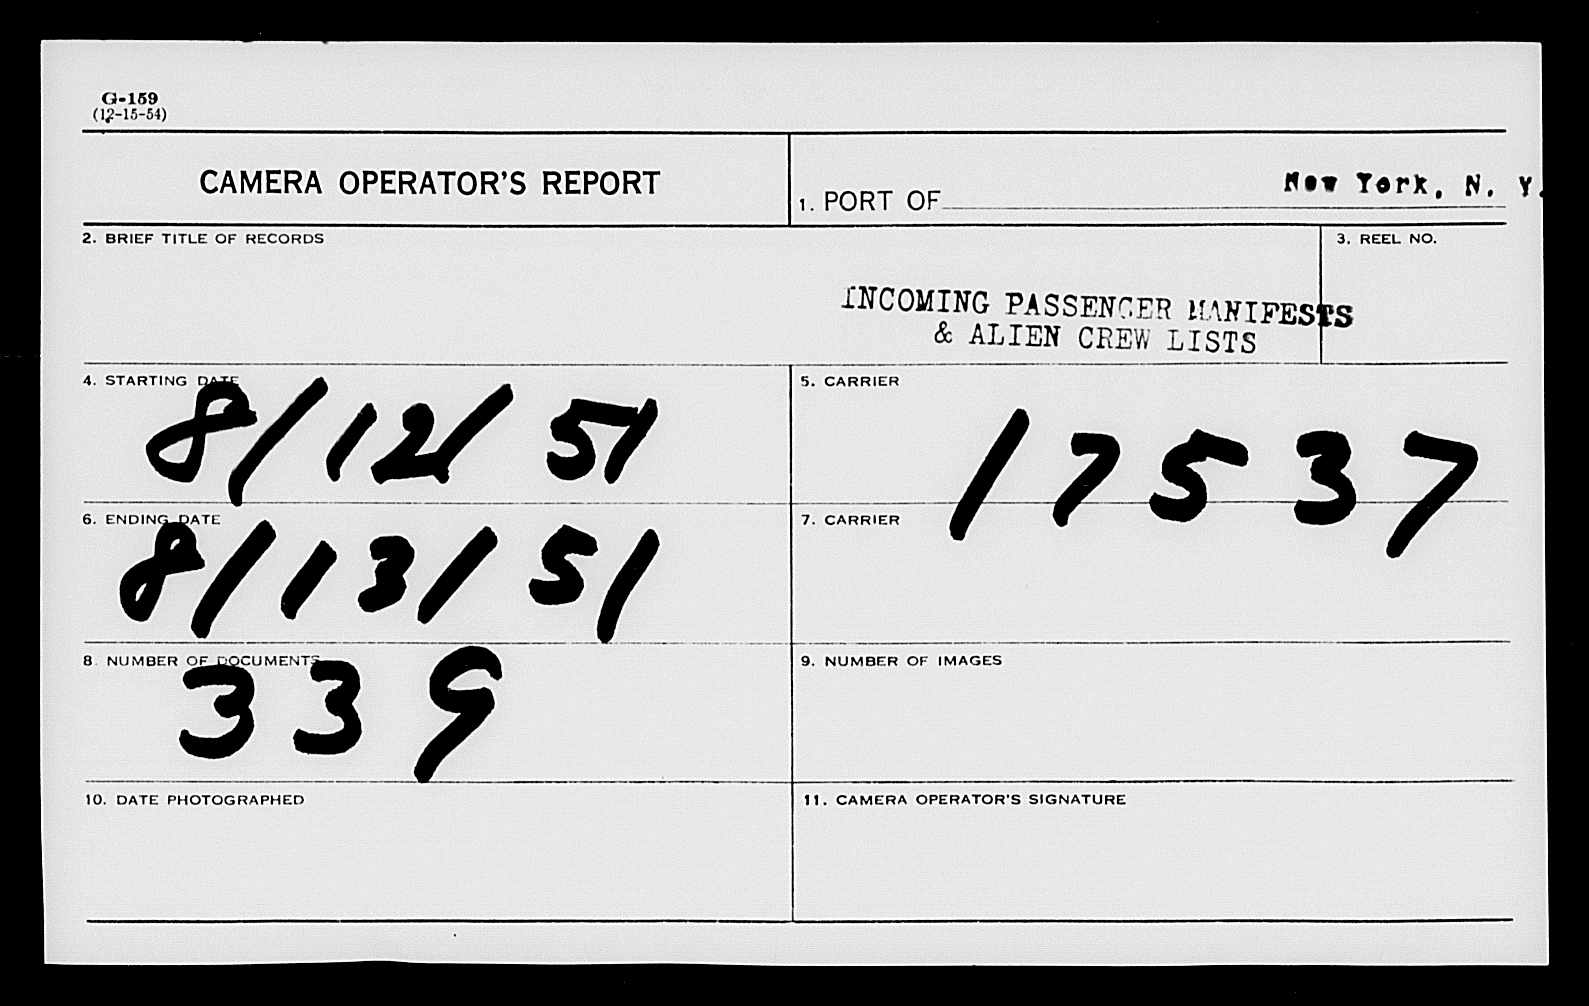 G-159
(12-15-54)
CAMERA OPERATOR'S REPORT
1. PORT OF New York, N. Y.
2. BRIEF TITLE OF RECORDS
3. REEL NO.
INCOMING PASSENGER MANIFESTS
& ALIEN CREW LISTS
4. STARTING DATE
8/12/51
5. CARRIER
17537
6. ENDING DATE
8/13/51
7. CARRIER
8. NUMBER OF DOCUMENTS
339
9. NUMBER OF IMAGES
10. DATE PHOTOGRAPHED
11. CAMERA OPERATOR'S SIGNATURE